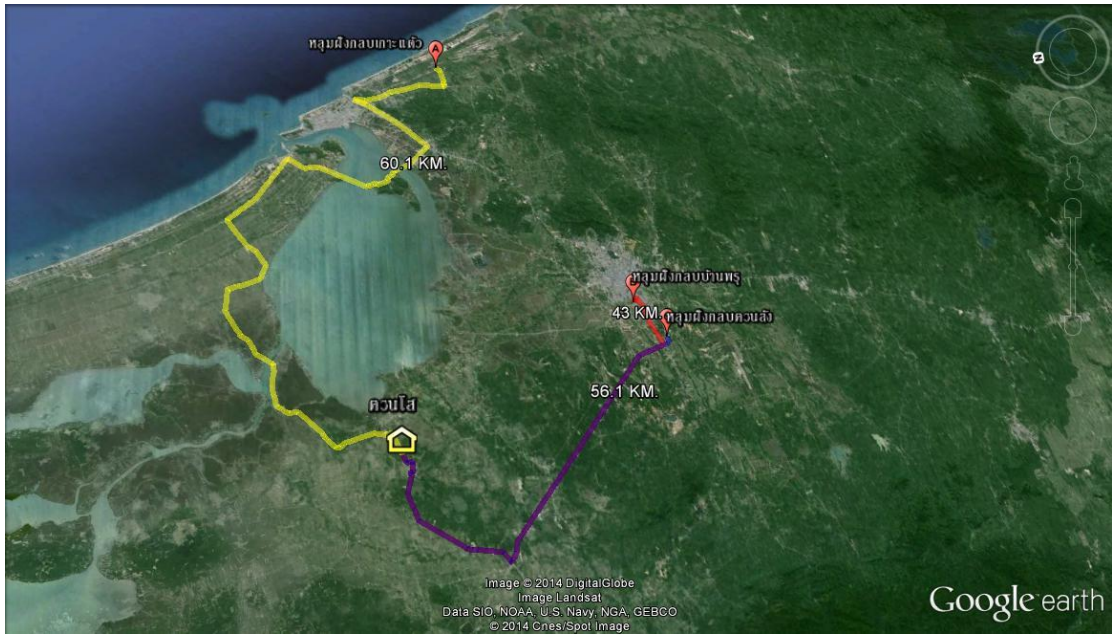 หลุมฝังกลบเกาะแต้ว
A
60.1 KM.
หลุมฝังกลบบ้านพรุ
43 KM.
หลุมฝังกลบควนลัง
56.1 KM.
ควนโส
Image © 2014 DigitalGlobe
Image Landsat
Data SIO, NOAA, U.S. Navy, NGA, GEBCO
© 2014 Cnes/Spot Image
Google earth